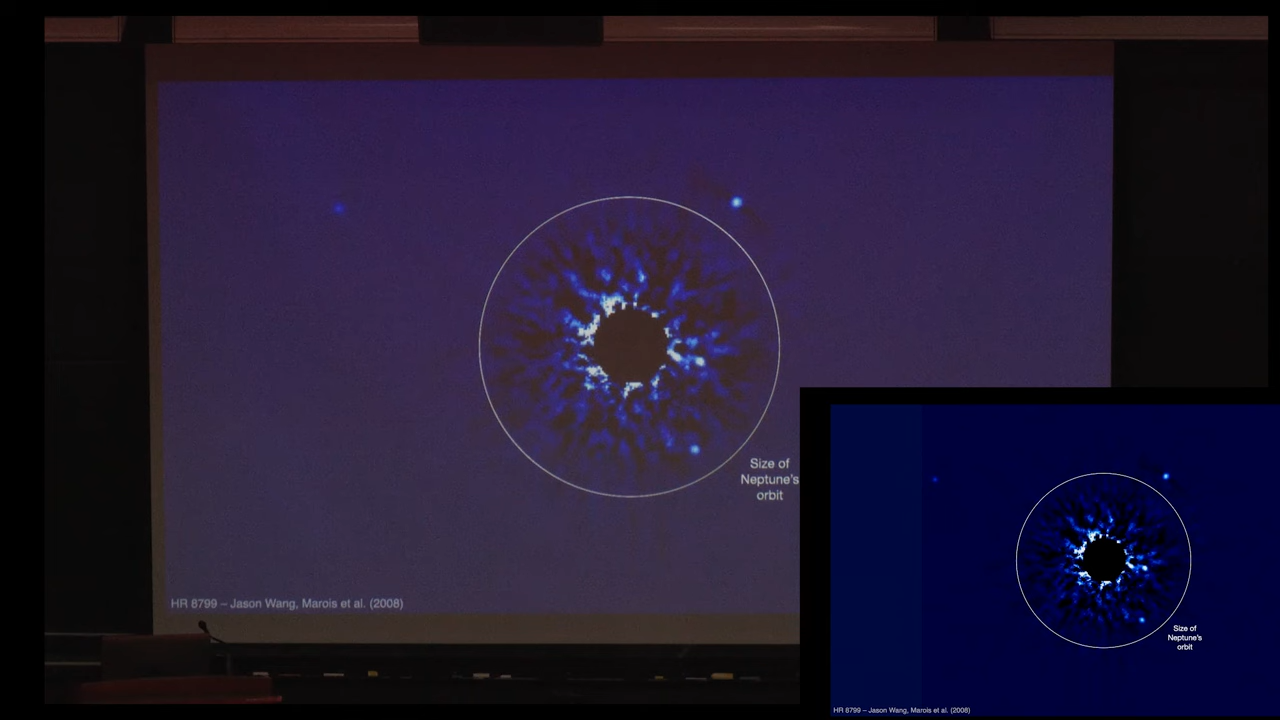 Size of
Neptune's
orbit
HR 8799 – Jason Wang, Marois et al. (2008)
Size of
Neptune's
orbit
HR 8799 – Jason Wang, Marois et al. (2008)